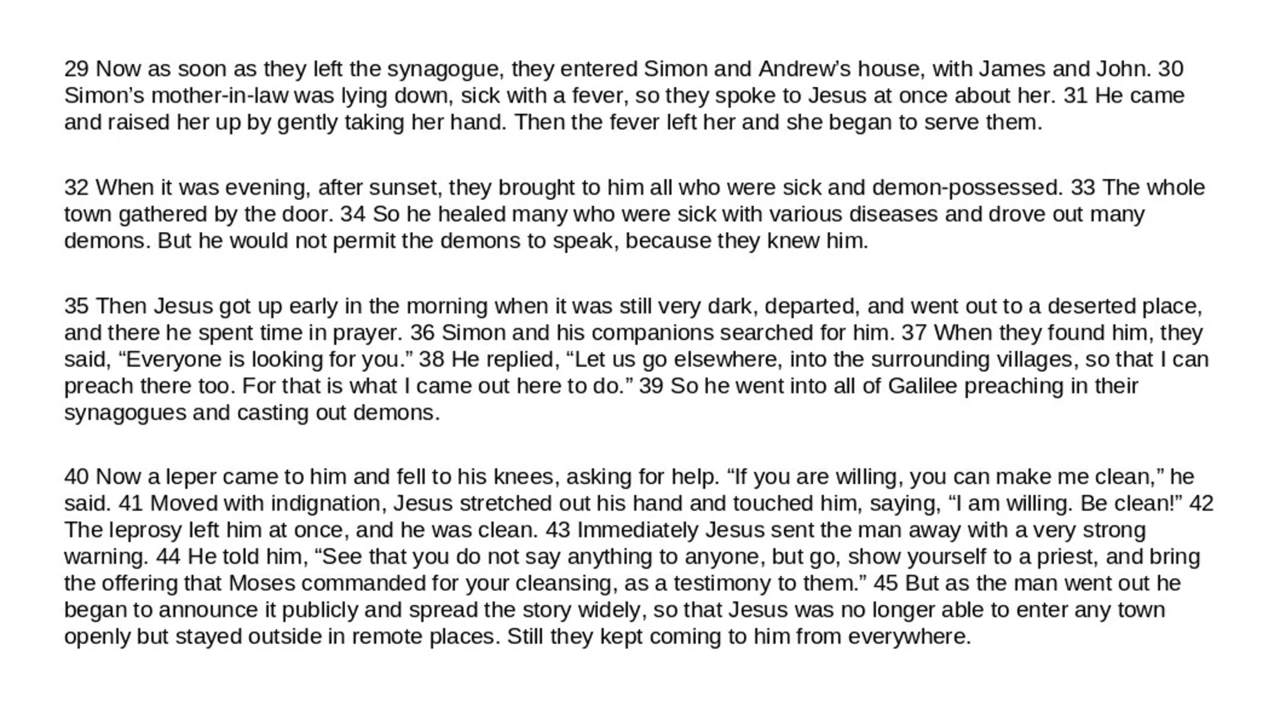 29 Now as soon as they left the synagogue, they entered Simon and Andrew’s house, with James and John. 30
Simon’s mother-in-law was lying down, sick with a fever, so they spoke to Jesus at once about her. 31 He came
and raised her up by gently taking her hand. Then the fever left her and she began to serve them.
32 When it was evening, after sunset, they brought to him all who were sick and demon-possessed. 33 The whole
town gathered by the door. 34 So he healed many who were sick with various diseases and drove out many
demons. But he would not permit the demons to speak, because they knew him.
35 Then Jesus got up early in the morning when it was still very dark, departed, and went out to a deserted place,
and there he spent time in prayer. 36 Simon and his companions searched for him. 37 When they found him, they
said, “Everyone is looking for you.” 38 He replied, “Let us go elsewhere, into the surrounding villages, so that I can
preach there too. For that is what I came out here to do.” 39 So he went into all of Galilee preaching in their
synagogues and casting out demons.
40 Now a leper came to him and fell to his knees, asking for help. “If you are willing, you can make me clean,” he
said. 41 Moved with indignation, Jesus stretched out his hand and touched him, saying, “I am willing. Be clean!” 42
The leprosy left him at once, and he was clean. 43 Immediately Jesus sent the man away with a very strong
warning. 44 He told him, “See that you do not say anything to anyone, but go, show yourself to a priest, and bring
the offering that Moses commanded for your cleansing, as a testimony to them.” 45 But as the man went out he
began to announce it publicly and spread the story widely, so that Jesus was no longer able to enter any town
openly but stayed outside in remote places. Still they kept coming to him from everywhere.